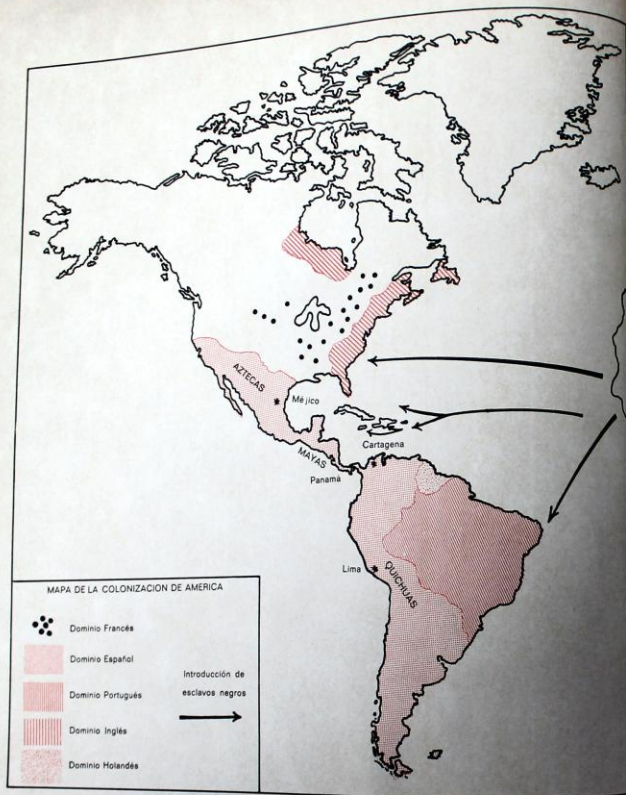 AZTECAS
Méjico
MAYAS
Cartagena
Panamá
Lima
QUICHUAS
MAPA DE LA COLONIZACION DE AMERICA
Dominio Francés
Dominio Español
Dominio Portugués
Dominio Inglés
Dominio Holandés
Introducción de
esclavos negros